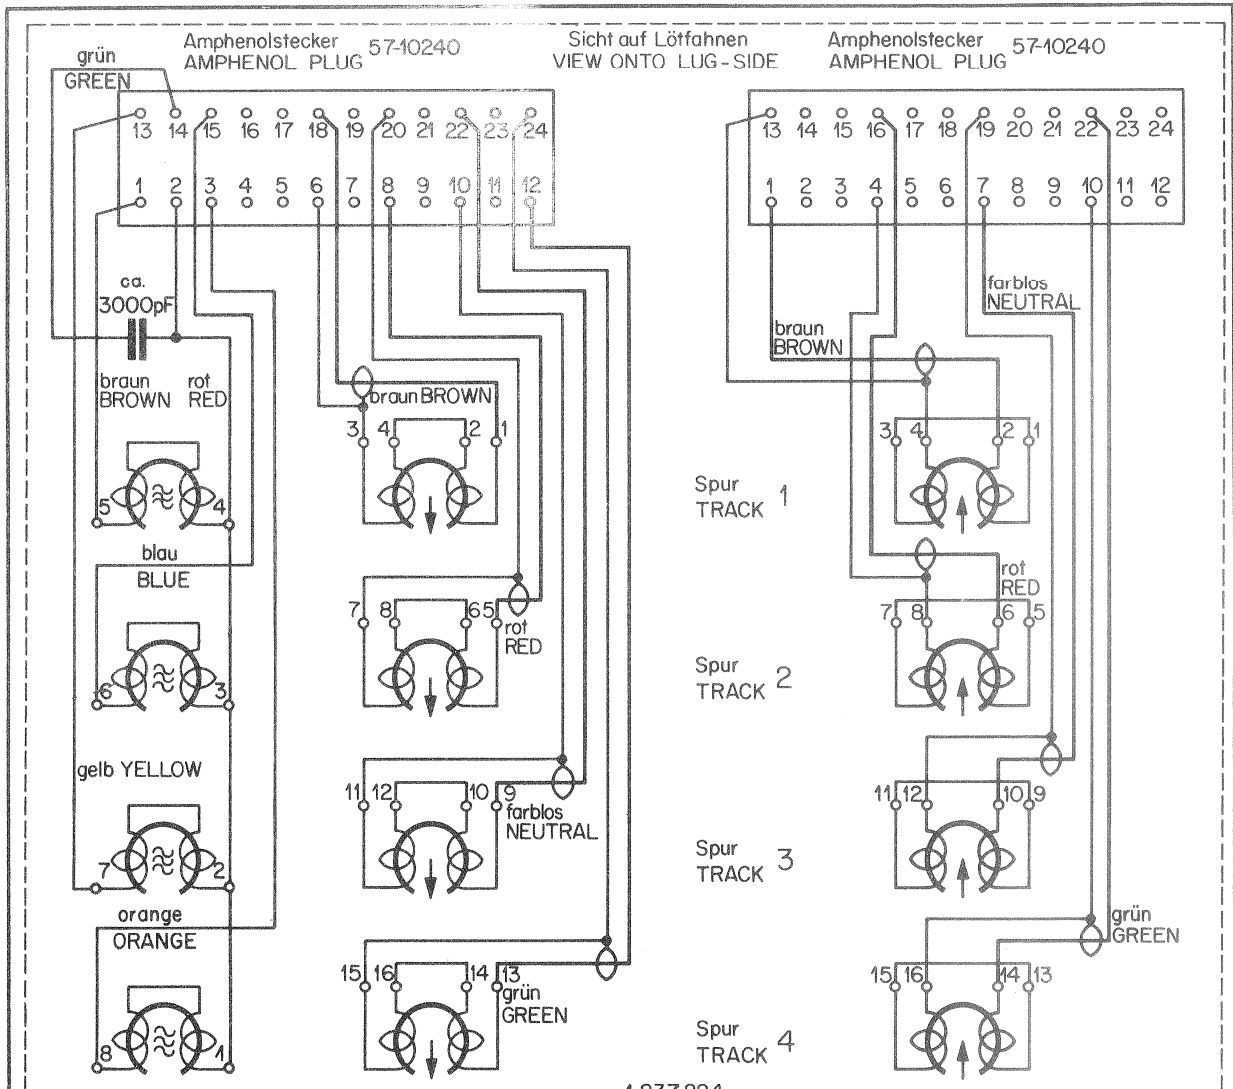 Amphenolstecker 57-10240
AMPHENOL PLUG
Sicht auf Lötfahnen
VIEW ONTO LUG-SIDE
Amphenolstecker 57-10240
AMPHENOL PLUG
grün
GREEN
13 14 15 16 17 18 19 20 21 22 23 24
1 2 3 4 5 6 7 8 9 10 11 12
13 14 15 16 17 18 19 20 21 22 23 24
1 2 3 4 5 6 7 8 9 10 11 12
ca.
3000pF
farblos
NEUTRAL
braun
BROWN
braun
BROWN
rot
RED
braun BROWN
3 4 2 1
3 4 2 1
5 4
Spur
TRACK 1
blau
BLUE
rot
RED
7 8 6 5
rot
RED
7 8 6 5
6 3
Spur
TRACK 2
gelb YELLOW
11 12 10 9
farblos
NEUTRAL
11 12 10 9
7 2
Spur
TRACK 3
orange
ORANGE
grün
GREEN
15 16 14 13
grün
GREEN
15 16 14 13
8 1
Spur
TRACK 4